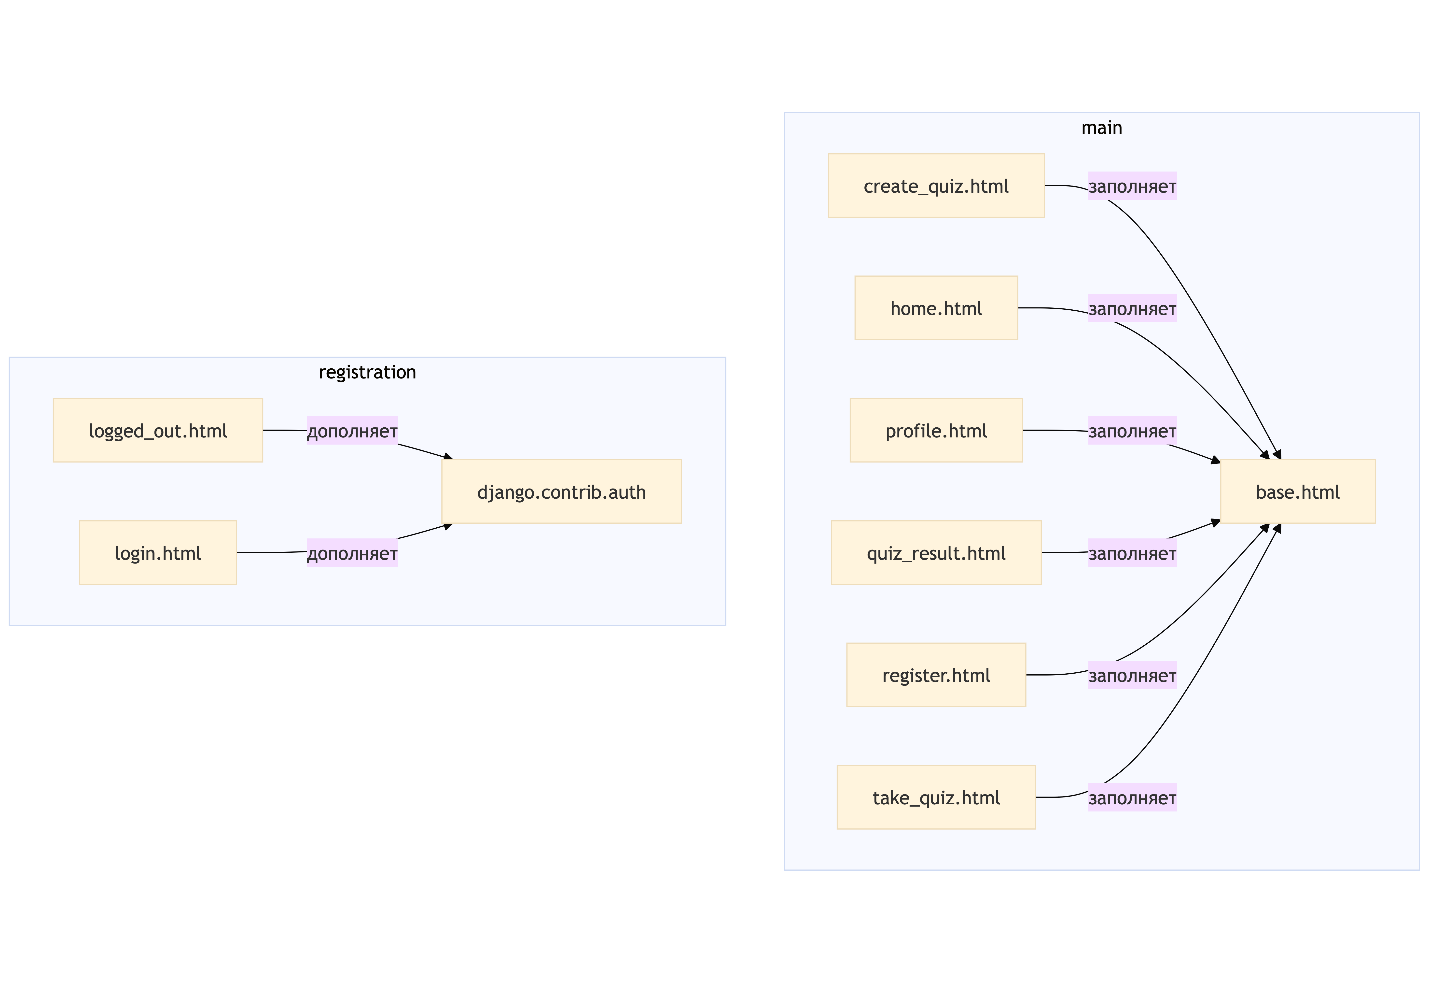 registration
logged_out.html
дополняет
django.contrib.auth
login.html
дополняет
main
create_quiz.html
заполняет
home.html
заполняет
profile.html
заполняет
base.html
quiz_result.html
заполняет
register.html
заполняет
take_quiz.html
заполняет